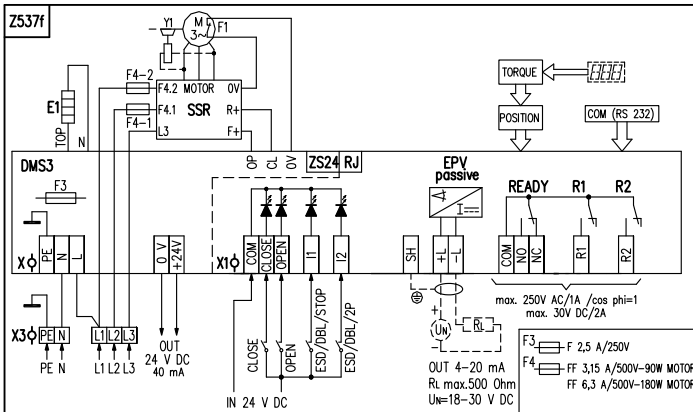 Z537f
Y1
M
3~
F1
F4-2
F4.2 MOTOR 0V
E1
F4.1 SSR R+
F4-1
L3 F+
TOP N
TORQUE
POSITION
COM (RS 232)
OP CL 0V
ZS24 RJ
DMS3
F3
EPV
passive
READY R1 R2
X PE N L
0 V +24V
X1 COM CLOSE OPEN I1 I2
SH +L -L
COM NO NC R1 R2
max. 250V AC/1A /cos phi=1
max. 30V DC/2A
X3 PE N L1 L2 L3
PE N L1 L2 L3
OUT
24 V DC
40 mA
CLOSE OPEN ESD/DBL/STOP ESD/DBL/2P
IN 24 V DC
+
UN
-
RL
OUT 4-20 mA
RL max.500 Ohm
UN=18-30 V DC
F3 F 2,5 A/250V
F4 FF 3,15 A/500V-90W MOTOR
FF 6,3 A/500V-180W MOTOR